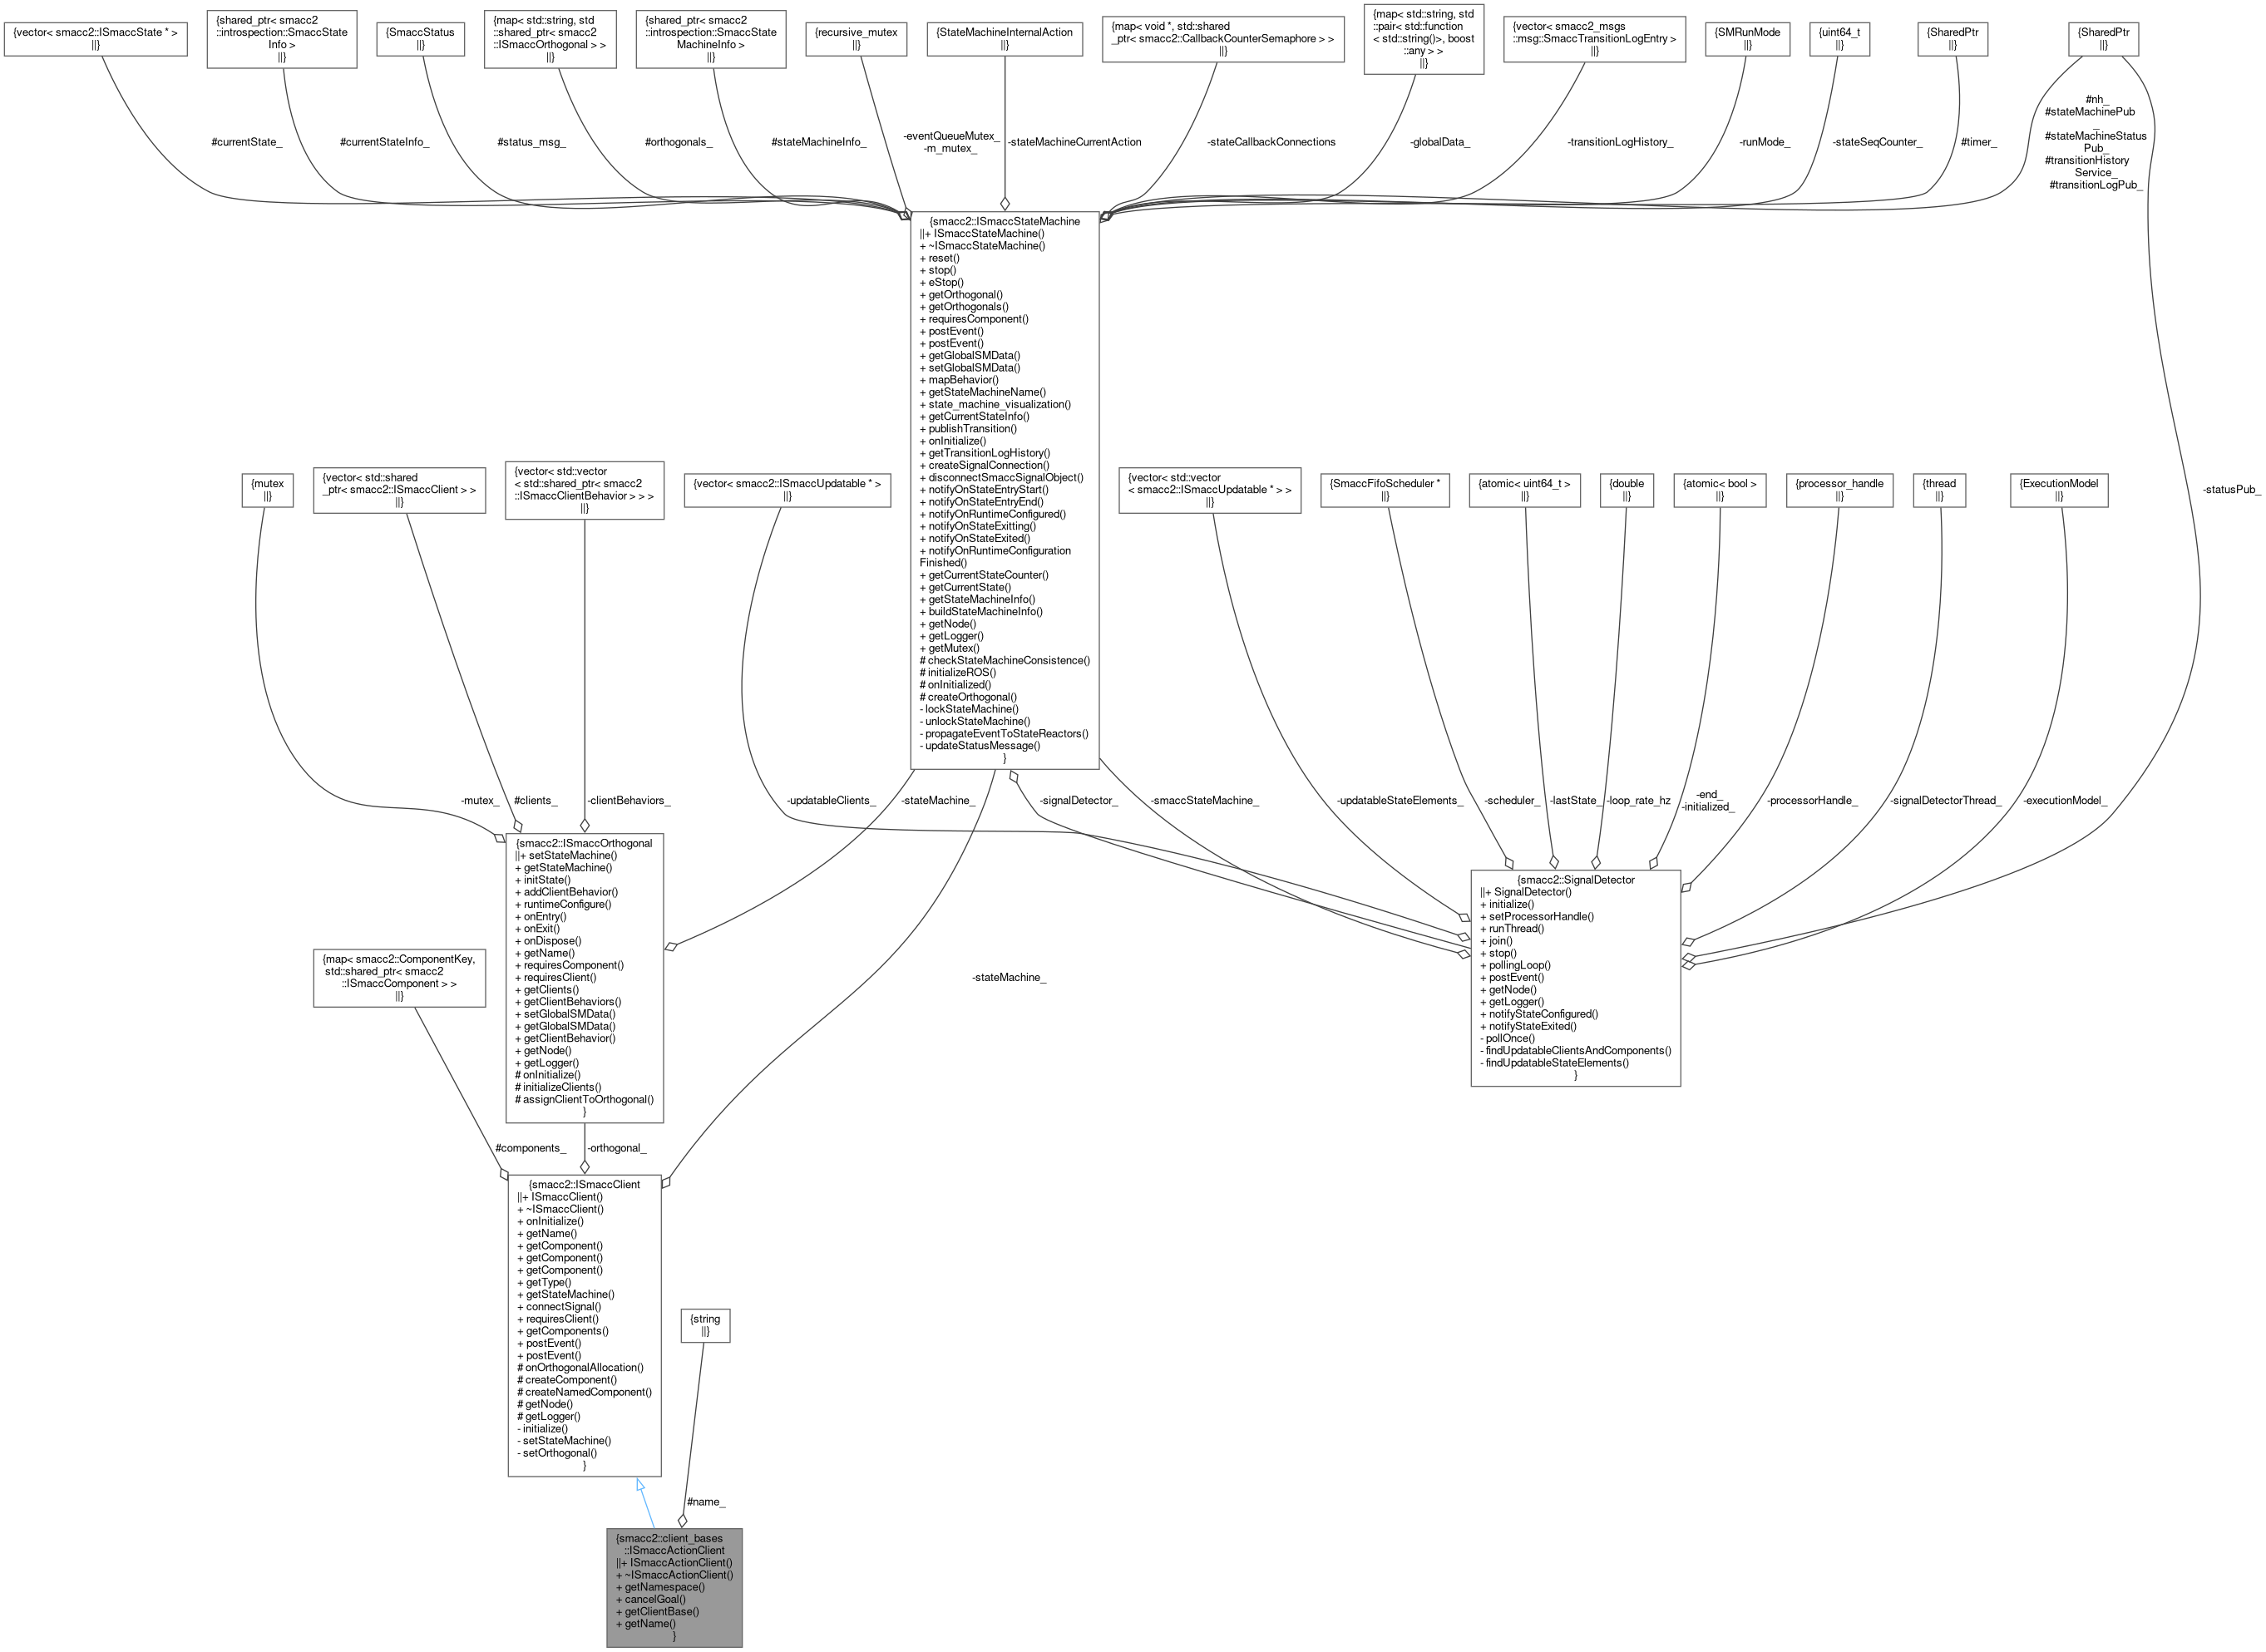 {vector< smacc2::ISmaccState * >
||}
{shared_ptr< smacc2
::introspection::SmaccState
Info >
||}
{SmaccStatus
||}
{map< std::string, std
::shared_ptr< smacc2
::ISmaccOrthogonal > >
||}
{shared_ptr< smacc2
::introspection::SmaccState
MachineInfo >
||}
{recursive_mutex
||}
{StateMachineInternalAction
||}
{map< void *, std::shared
_ptr< smacc2::CallbackCounterSemaphore > >
||}
{map< std::string, std
::pair< std::function
< std::string()>, boost
::any > >
||}
{vector< smacc2_msgs
::msg::SmaccTransitionLogEntry >
||}
{SMRunMode
||}
{uint64_t
||}
{SharedPtr
||}
{SharedPtr
||}
#currentState_
#currentStateInfo_
#status_msg_
#orthogonals_
#stateMachineInfo_
-eventQueueMutex_
-m_mutex_
-stateMachineCurrentAction
-stateCallbackConnections
-globalData_
-transitionLogHistory_
-runMode_
-stateSeqCounter_
#timer_
#nh_
#stateMachinePub
_
#stateMachineStatus
Pub_
#transitionHistory
Service_
#transitionLogPub_
{smacc2::ISmaccStateMachine
||+ ISmaccStateMachine()
+ ~ISmaccStateMachine()
+ reset()
+ stop()
+ eStop()
+ getOrthogonal()
+ getOrthogonals()
+ requiresComponent()
+ postEvent()
+ postEvent()
+ getGlobalSMData()
+ setGlobalSMData()
+ mapBehavior()
+ getStateMachineName()
+ state_machine_visualization()
+ getCurrentStateInfo()
+ publishTransition()
+ onInitialize()
+ getTransitionLogHistory()
+ createSignalConnection()
+ disconnectSmaccSignalObject()
+ notifyOnStateEntryStart()
+ notifyOnStateEntryEnd()
+ notifyOnRuntimeConfigured()
+ notifyOnStateExitting()
+ notifyOnStateExited()
+ notifyOnRuntimeConfiguration
Finished()
+ getCurrentStateCounter()
+ getCurrentState()
+ getStateMachineInfo()
+ buildStateMachineInfo()
+ getNode()
+ getLogger()
+ getMutex()
# checkStateMachineConsistence()
# initializeROS()
# onInitialized()
# createOrthogonal()
- lockStateMachine()
- unlockStateMachine()
- propagateEventToStateReactors()
- updateStatusMessage()
}
{mutex
||}
{vector< std::shared
_ptr< smacc2::ISmaccClient > >
||}
{vector< std::vector
< std::shared_ptr< smacc2
::ISmaccClientBehavior > > >
||}
{vector< smacc2::ISmaccUpdatable * >
||}
{vector< std::vector
< smacc2::ISmaccUpdatable * > >
||}
{SmaccFifoScheduler *
||}
{atomic< uint64_t >
||}
{double
||}
{atomic< bool >
||}
{processor_handle
||}
{thread
||}
{ExecutionModel
||}
-statusPub_
-mutex_
#clients_
-clientBehaviors_
-updatableClients_
-stateMachine_
-signalDetector_
-smaccStateMachine_
-updatableStateElements_
-scheduler_
-lastState_
-loop_rate_hz
-end_
-initialized_
-processorHandle_
-signalDetectorThread_
-executionModel_
{smacc2::ISmaccOrthogonal
||+ setStateMachine()
+ getStateMachine()
+ initState()
+ addClientBehavior()
+ runtimeConfigure()
+ onEntry()
+ onExit()
+ onDispose()
+ getName()
+ requiresComponent()
+ requiresClient()
+ getClients()
+ getClientBehaviors()
+ setGlobalSMData()
+ getGlobalSMData()
+ getClientBehavior()
+ getNode()
+ getLogger()
# onInitialize()
# initializeClients()
# assignClientToOrthogonal()
}
{smacc2::SignalDetector
||+ SignalDetector()
+ initialize()
+ setProcessorHandle()
+ runThread()
+ join()
+ stop()
+ pollingLoop()
+ postEvent()
+ getNode()
+ getLogger()
+ notifyStateConfigured()
+ notifyStateExited()
- pollOnce()
- findUpdatableClientsAndComponents()
- findUpdatableStateElements()
}
{map< smacc2::ComponentKey,
std::shared_ptr< smacc2
::ISmaccComponent > >
||}
-stateMachine_
#components_
-orthogonal_
{smacc2::ISmaccClient
||+ ISmaccClient()
+ ~ISmaccClient()
+ onInitialize()
+ getName()
+ getComponent()
+ getComponent()
+ getComponent()
+ getType()
+ getStateMachine()
+ connectSignal()
+ requiresClient()
+ getComponents()
+ postEvent()
+ postEvent()
# onOrthogonalAllocation()
# createComponent()
# createNamedComponent()
# getNode()
# getLogger()
- initialize()
- setStateMachine()
- setOrthogonal()
}
{string
||}
#name_
{smacc2::client_bases
::ISmaccActionClient
||+ ISmaccActionClient()
+ ~ISmaccActionClient()
+ getNamespace()
+ cancelGoal()
+ getClientBase()
+ getName()
}